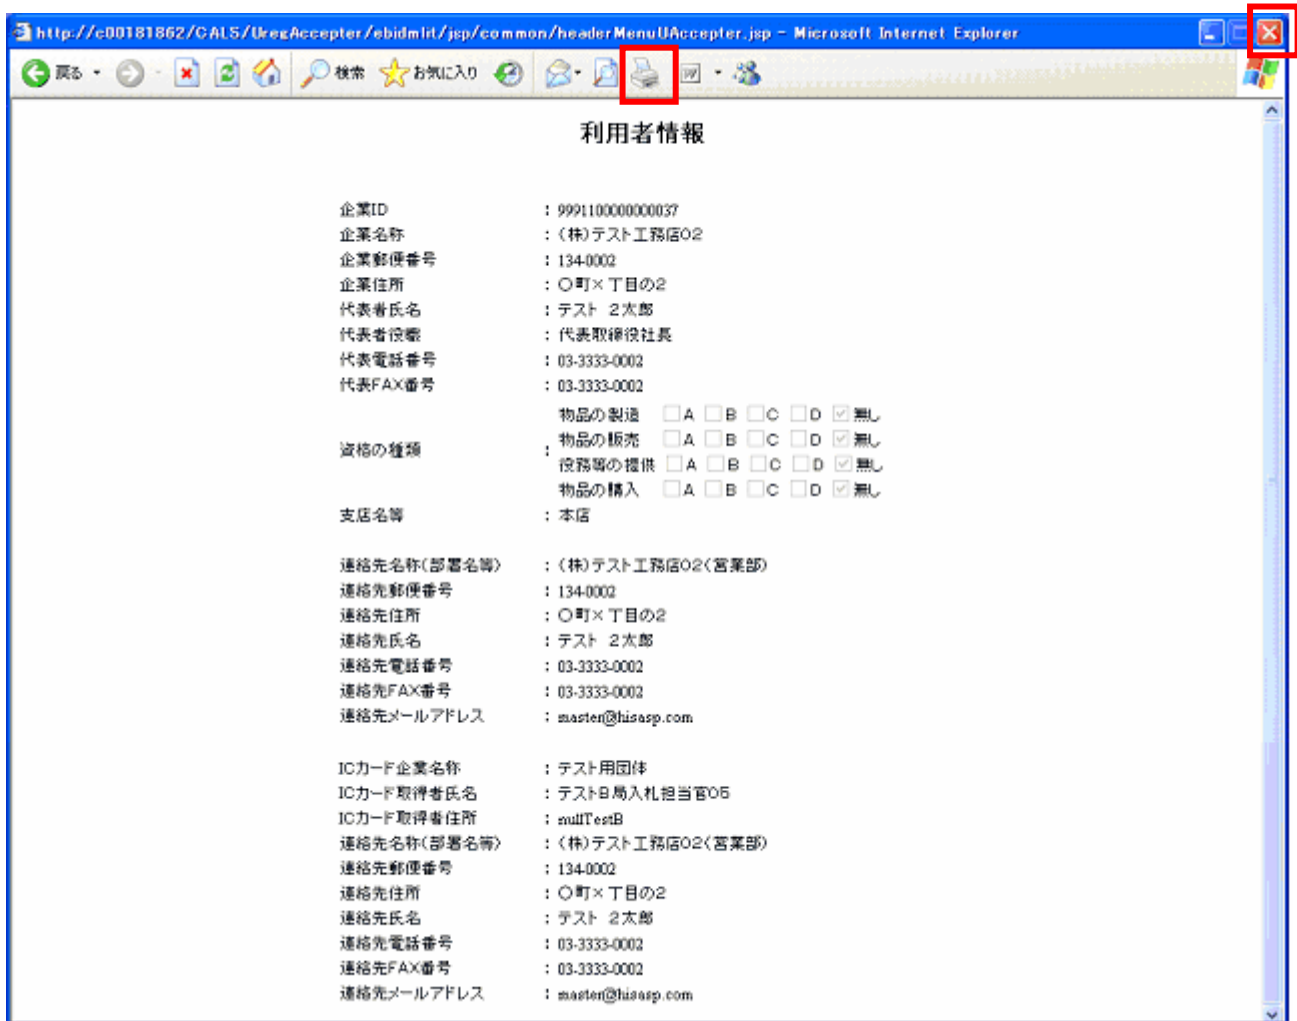 http://c00181862/CALS/UregAccepter/ebidmlit/jsp/common/headerMenuUAccepter.jsp - Microsoft Internet Explorer
戻る 検索 お気に入り
利用者情報
企業ID : 9991100000000037
企業名称 : (株)テスト工務店02
企業郵便番号 : 134-0002
企業住所 : 〇町×丁目の2
代表者氏名 : テスト 2太郎
代表者役職 : 代表取締役社長
代表電話番号 : 03-3333-0002
代表FAX番号 : 03-3333-0002
資格の種類 :
物品の製造 A B C D 無し
物品の販売 A B C D 無し
役務等の提供 A B C D 無し
物品の購入 A B C D 無し
支店名等 : 本店
連絡先名称(部署名等) : (株)テスト工務店02(営業部)
連絡先郵便番号 : 134-0002
連絡先住所 : 〇町×丁目の2
連絡先氏名 : テスト 2太郎
連絡先電話番号 : 03-3333-0002
連絡先FAX番号 : 03-3333-0002
連絡先メールアドレス : master@hisasp.com
ICカード企業名称 : テスト用団体
ICカード取得者氏名 : テストB局入札担当官05
ICカード取得者住所 : nullTestB
連絡先名称(部署名等) : (株)テスト工務店02(営業部)
連絡先郵便番号 : 134-0002
連絡先住所 : 〇町×丁目の2
連絡先氏名 : テスト 2太郎
連絡先電話番号 : 03-3333-0002
連絡先FAX番号 : 03-3333-0002
連絡先メールアドレス : master@hisasp.com